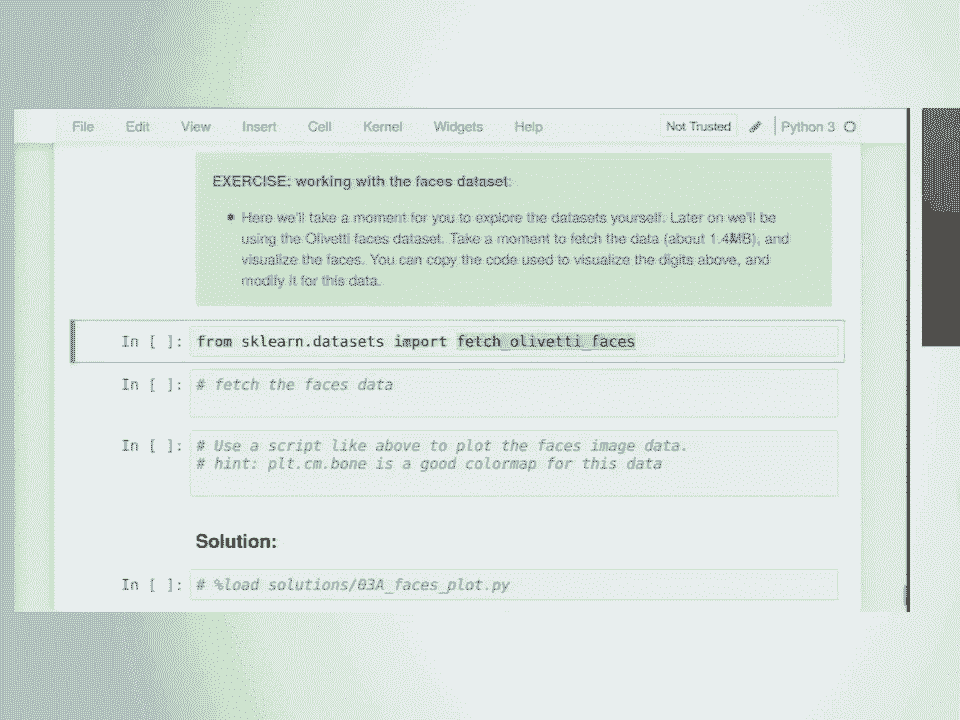 File Edit View Insert Cell Kernel Widgets Help Not Trusted Python 3
EXERCISE: working with the faces dataset:
Here we'll take a moment for you to explore the datasets yourself. Later on we'll be
using the Olivetti faces dataset. Take a moment to fetch the data (about 1.4MB), and
visualize the faces. You can copy the code used to visualize the digits above, and
modify it for this data.
In [ ]: from sklearn.datasets import fetch_olivetti_faces
In [ ]: # fetch the faces data
In [ ]: # Use a script like above to plot the faces image data.
# hint: plt.cm.bone is a good colormap for this data
Solution:
In [ ]: # %load solutions/03A_faces_plot.py